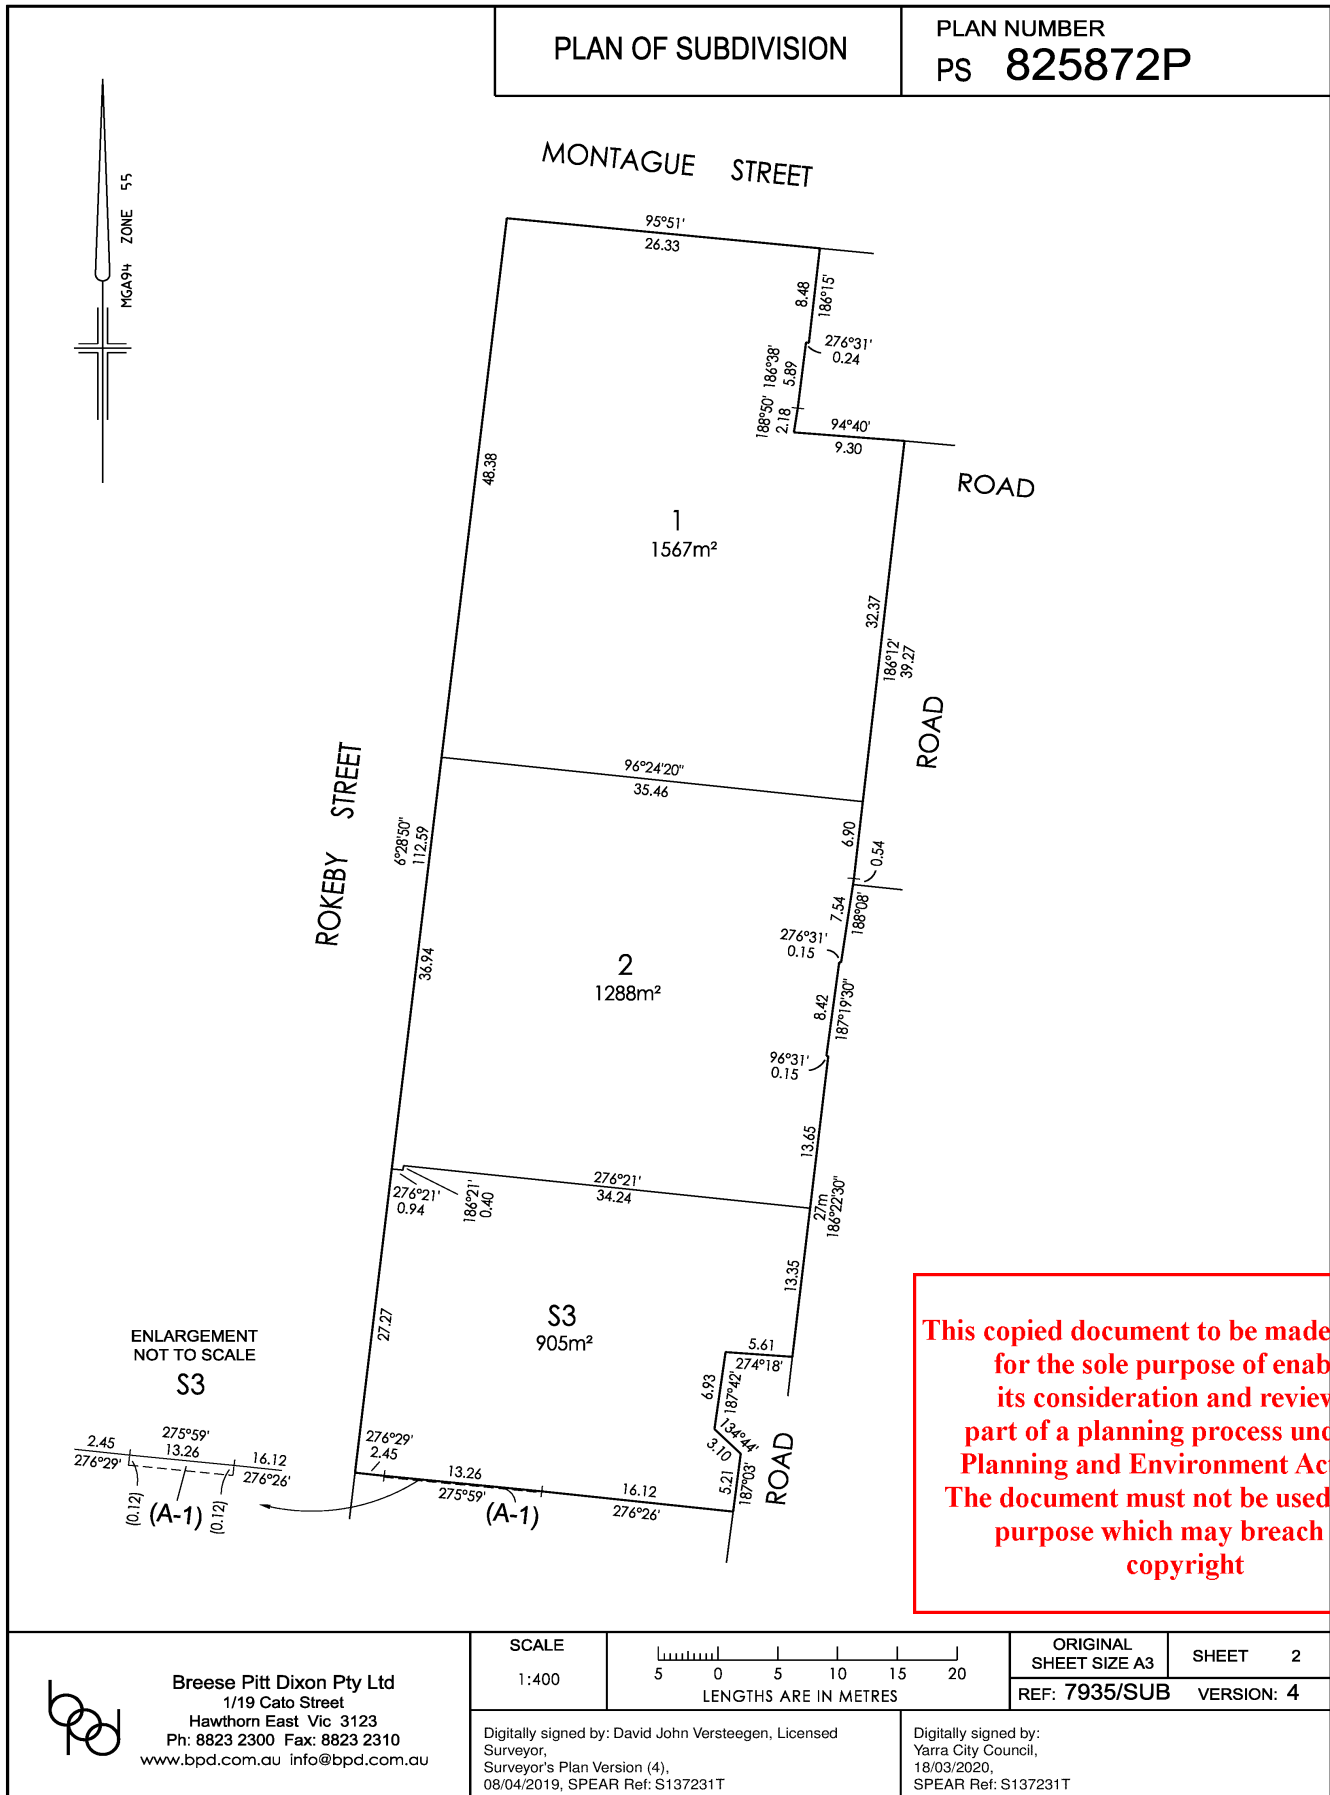 PLAN OF SUBDIVISION
PLAN NUMBER
PS 825872P
MGA94 ZONE 55
MONTAGUE STREET
95°51'
26.33
8.48
186°15'
276°31'
0.24
186°38'
5.89
188°50'
2.18
94°40'
9.30
ROAD
48.38
1
1567m²
32.37
186°12'
39.27
ROAD
96°24'20"
35.46
ROKEBY STREET
6°28'50"
112.59
6.90
0.54
7.54
188°08'
276°31'
0.15
36.94
2
1288m²
8.42
187°19'30"
96°31'
0.15
13.65
276°21'
34.24
276°21'
0.94
186°21'
0.40
27m
186°22'30"
13.35
27.27
S3
905m²
5.61
274°18'
6.93
187°42'
134°44'
3.10
5.21
187°03'
ROAD
276°29'
2.45
13.26
275°59'
(A-1)
16.12
276°26'
ENLARGEMENT
NOT TO SCALE
S3
2.45
276°29'
275°59'
13.26
16.12
276°26'
(0.12)
(A-1)
(0.12)
This copied document to be made
for the sole purpose of enab
its consideration and review
part of a planning process und
Planning and Environment Ac
The document must not be used
purpose which may breach
copyright
Breese Pitt Dixon Pty Ltd
1/19 Cato Street
Hawthorn East Vic 3123
Ph: 8823 2300 Fax: 8823 2310
www.bpd.com.au info@bpd.com.au
bpd
SCALE
1:400
5 0 5 10 15 20
LENGTHS ARE IN METRES
ORIGINAL
SHEET SIZE A3
SHEET 2
REF: 7935/SUB VERSION: 4
Digitally signed by: David John Versteegen, Licensed
Surveyor,
Surveyor's Plan Version (4),
08/04/2019, SPEAR Ref: S137231T
Digitally signed by:
Yarra City Council,
18/03/2020,
SPEAR Ref: S137231T